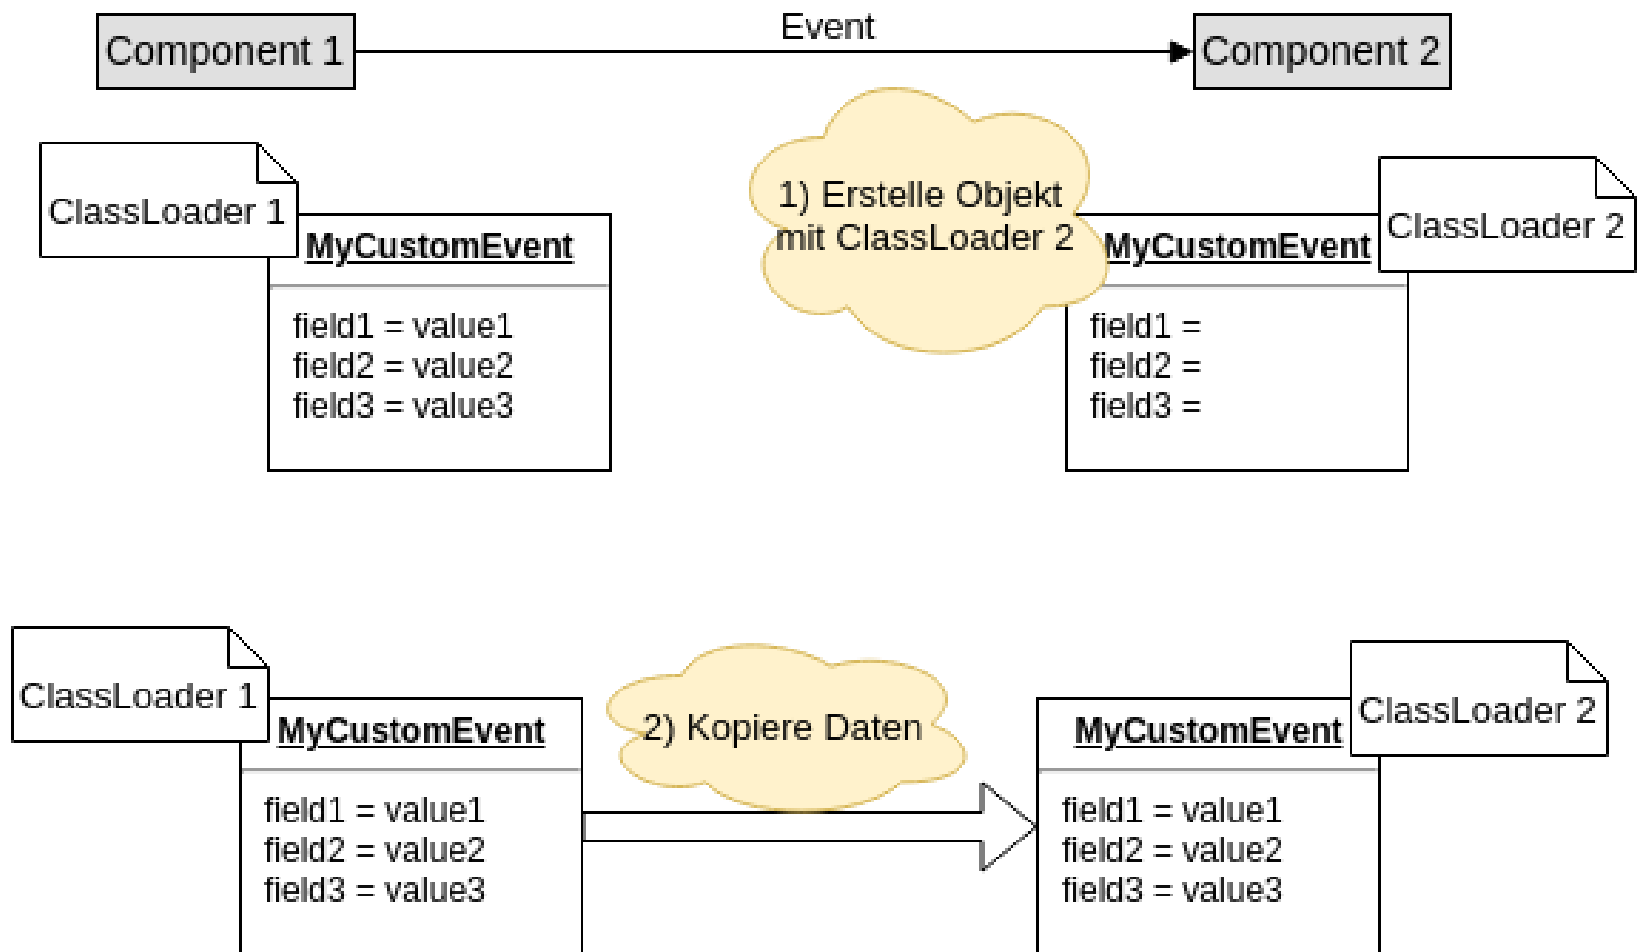 Component 1
Event
Component 2
ClassLoader 1
MyCustomEvent
field1 = value1
field2 = value2
field3 = value3
1) Erstelle Objekt
mit ClassLoader 2
ClassLoader 2
MyCustomEvent
field1 =
field2 =
field3 =
ClassLoader 1
MyCustomEvent
field1 = value1
field2 = value2
field3 = value3
2) Kopiere Daten
ClassLoader 2
MyCustomEvent
field1 = value1
field2 = value2
field3 = value3